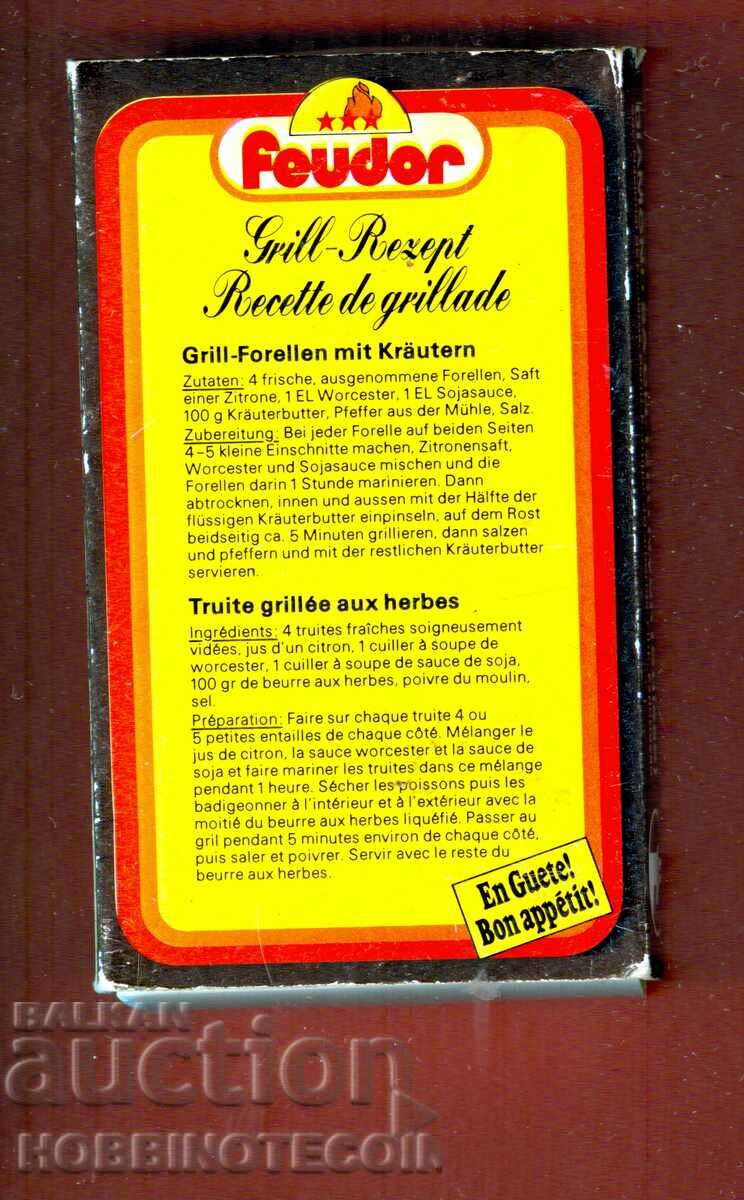 feudor
Grill-Rezept
Recette de grillade
Grill-Forellen mit Kräutern
Zutaten: 4 frische, ausgenommene Forellen, Saft
einer Zitrone, 1 EL Worcester, 1 EL Sojasauce,
100 g Kräuterbutter, Pfeffer aus der Mühle, Salz.
Zubereitung: Bei jeder Forelle auf beiden Seiten
4–5 kleine Einschnitte machen, Zitronensaft,
Worcester und Sojasauce mischen und die
Forellen darin 1 Stunde marinieren. Dann
abtrocknen, innen und aussen mit der Hälfte der
flüssigen Kräuterbutter einpinseln, auf dem Rost
beidseitig ca. 5 Minuten grillieren, dann salzen
und pfeffern und mit der restlichen Kräuterbutter
servieren.
Truite grillée aux herbes
Ingrédients: 4 truites fraîches soigneusement
vidées, jus d'un citron, 1 cuiller à soupe de
worcester, 1 cuiller à soupe de sauce de soja,
100 gr de beurre aux herbes, poivre du moulin,
sel.
Préparation: Faire sur chaque truite 4 ou
5 petites entailles de chaque côté. Mélanger le
jus de citron, la sauce worcester et la sauce de
soja et faire mariner les truites dans ce mélange
pendant 1 heure. Sécher les poissons puis les
badigeonner à l'intérieur et à l'extérieur avec la
moitié du beurre aux herbes liquéfié. Passer au
gril pendant 5 minutes environ de chaque côté,
puis saler et poivrer. Servir avec le reste du
beurre aux herbes.
En Guete!
Bon appétit!
BALKAN
auction
HOBBINOTECOIN